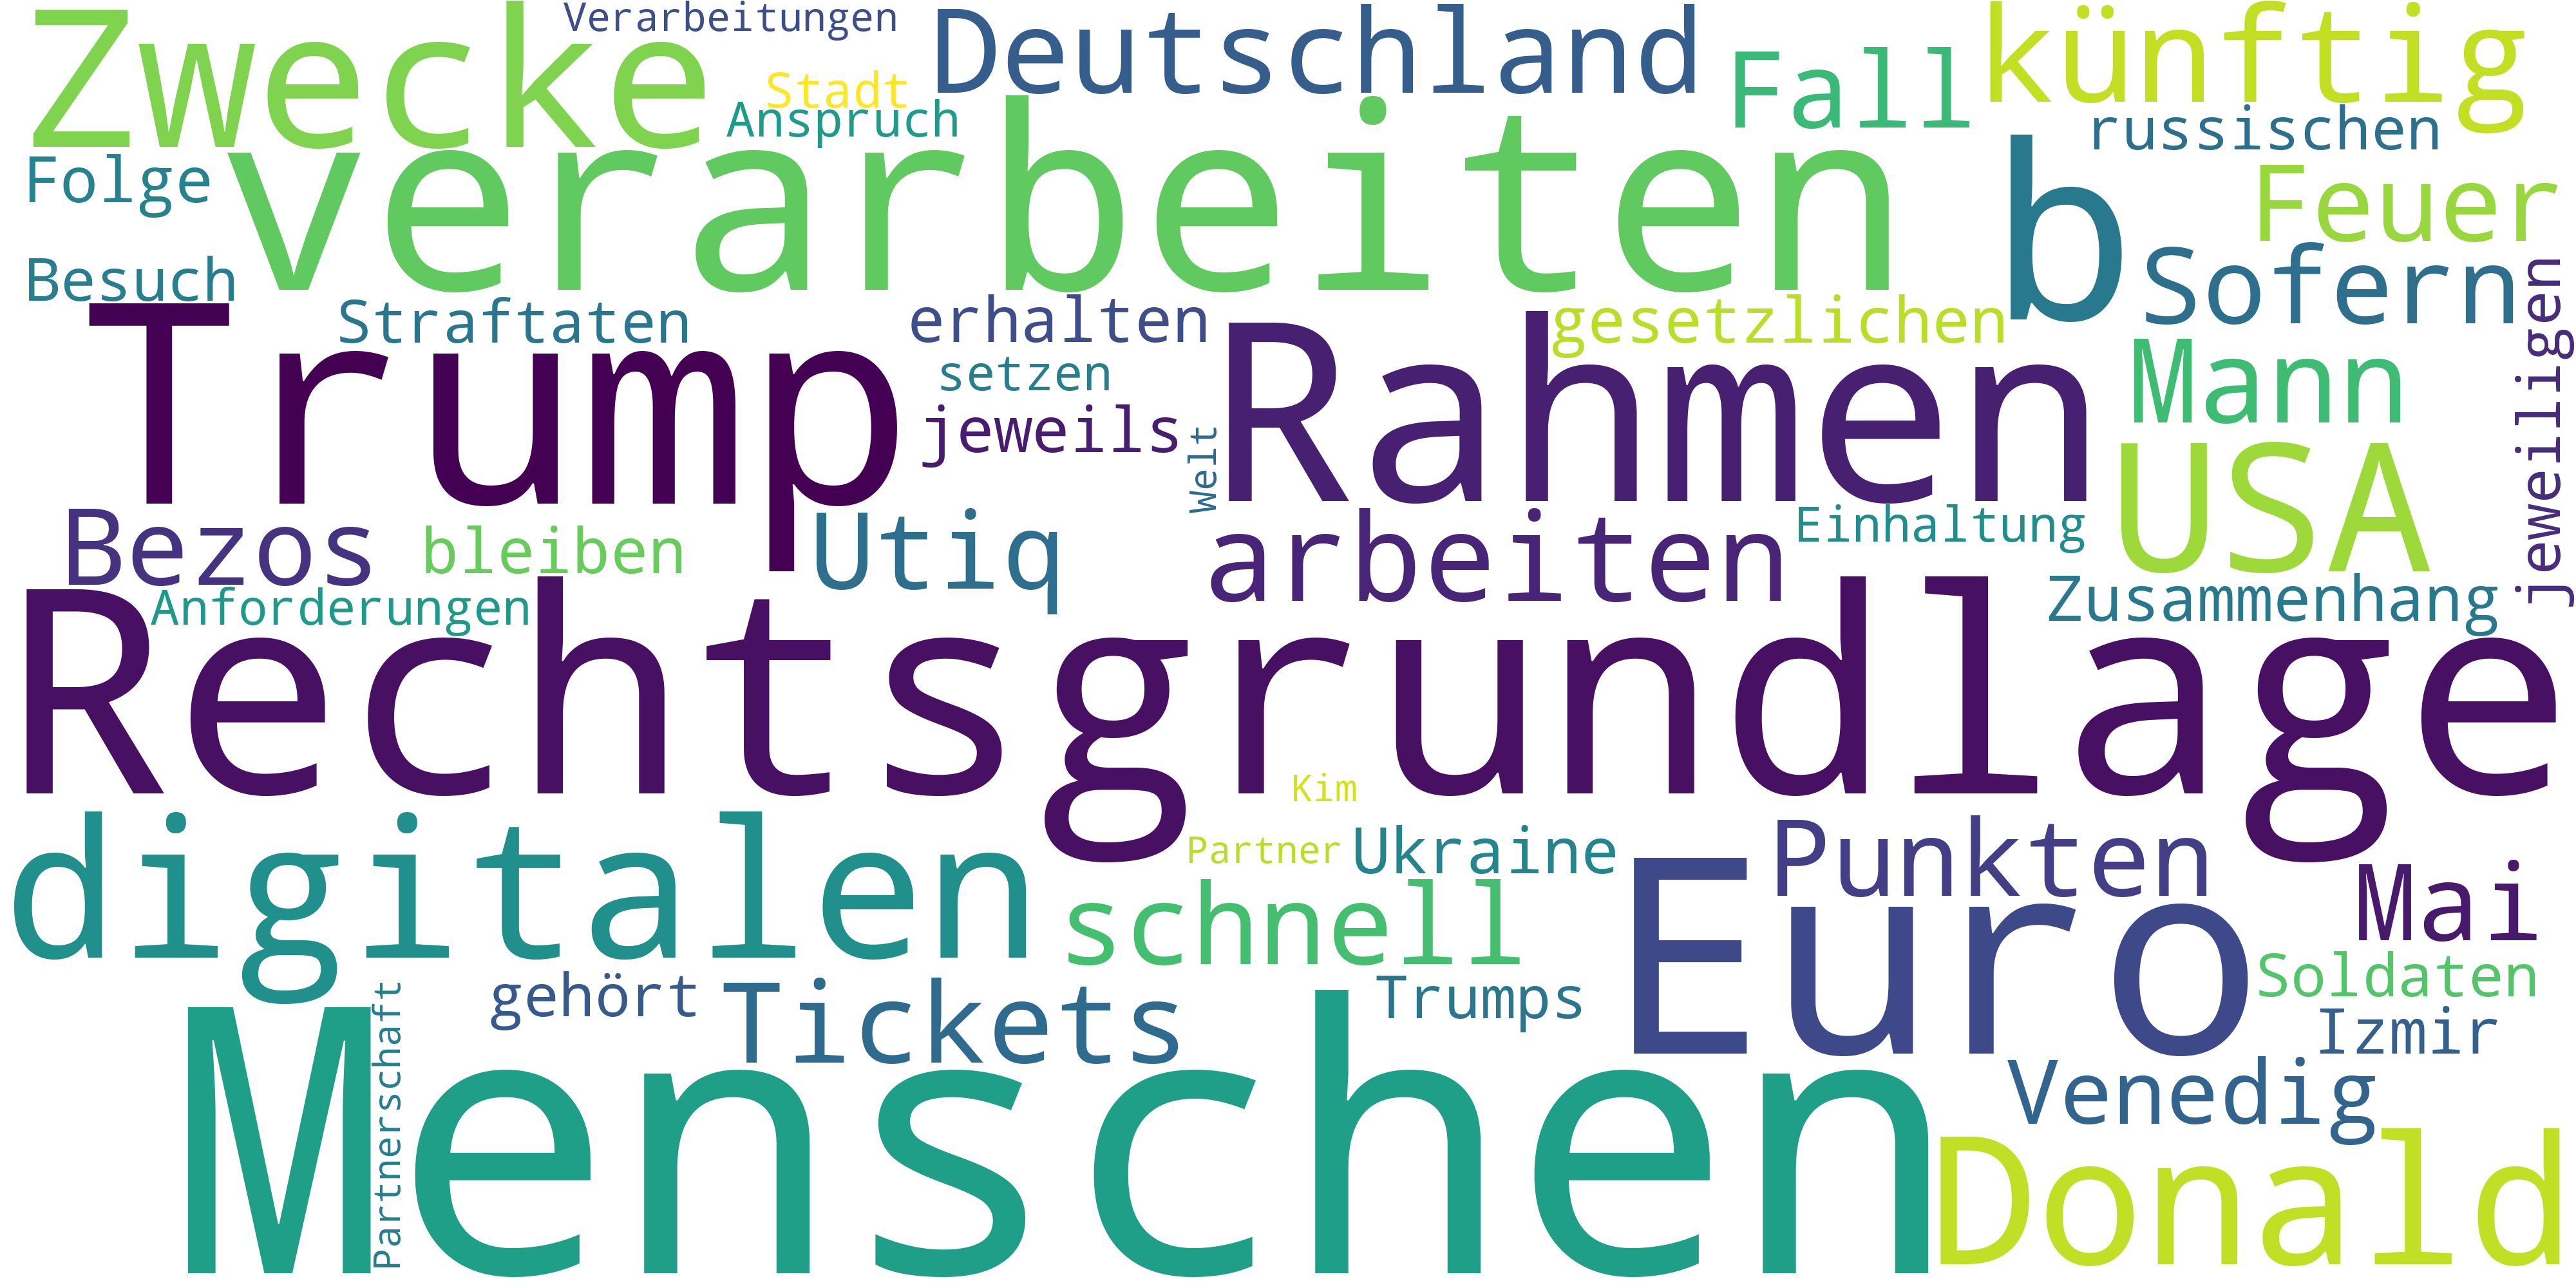 Verarbeitungen
Zwecke
Deutschland
künftig
Stadt
Fall
Anspruch
russischen
verarbeiten
b
Folge
Feuer
Besuch
Sofern
jeweiligen
Trump
Straftaten
erhalten
Rahmen
gesetzlichen
setzen
Mann
jeweils
Welt
USA
Bezos
bleiben
Utiq
arbeiten
Einhaltung
Anforderungen
Zusammenhang
Rechtsgrundlage
Kim
digitalen
Partner
Ukraine
Punkten
schnell
Euro
Mai
gehört
Tickets
Trumps
Soldaten
Partnerschaft
Izmir
Menschen
Venedig
Donald